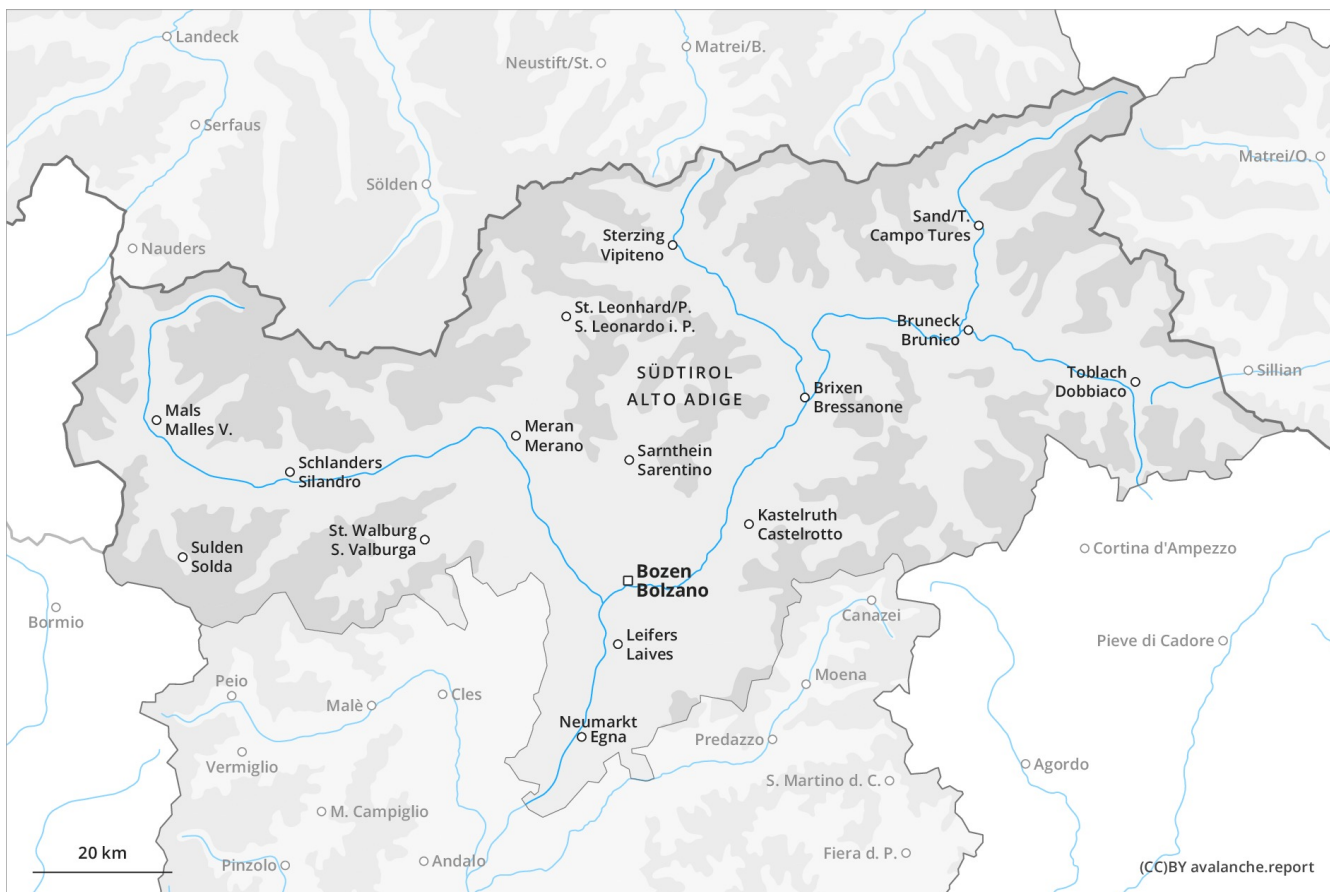 Landeck
Matrei/B.
Neustift/St.
Serfaus
Matrei/O.
Sölden
Sand/T.
Campo Tures
Sterzing
Vipiteno
Nauders
St. Leonhard/P.
S. Leonardo i. P.
Bruneck
Brunico
SÜDTIROL
ALTO ADIGE
Toblach
Dobbiaco
Sillian
Brixen
Bressanone
Mals
Malles V.
Meran
Merano
Schlanders
Silandro
Sarnthein
Sarentino
Kastelruth
Castelrotto
St. Walburg
S. Valburga
Sulden
Solda
Cortina d'Ampezzo
Bozen
Bolzano
Bormio
Canazei
Leifers
Laives
Pieve di Cadore
Moena
Peio
Malè
Cles
Neumarkt
Egna
Predazzo
Vermiglio
Agordo
S. Martino d. C.
M. Campiglio
20 km
Pinzolo
Andalo
Fiera d. P.
(CC)BY avalanche.report